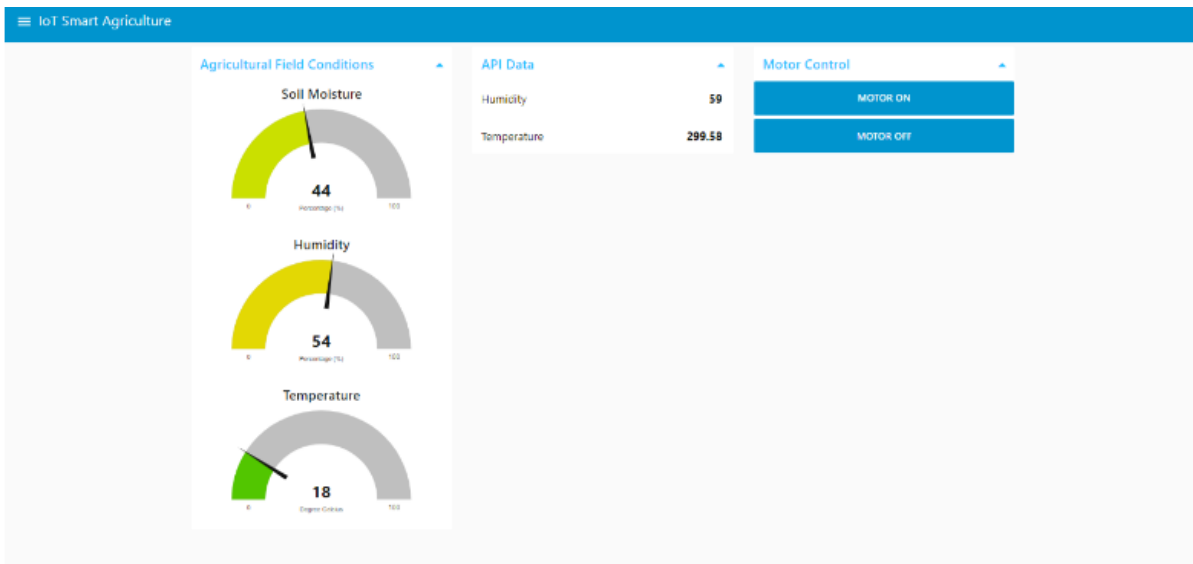 IoT Smart Agriculture
Agricultural Field Conditions
Soil Moisture
44
Percentage (%)
0
100
Humidity
54
Percentage (%)
0
100
Temperature
18
Degree Celcius
0
100
API Data
Humidity 59
Temperature 299.58
Motor Control
MOTOR ON
MOTOR OFF